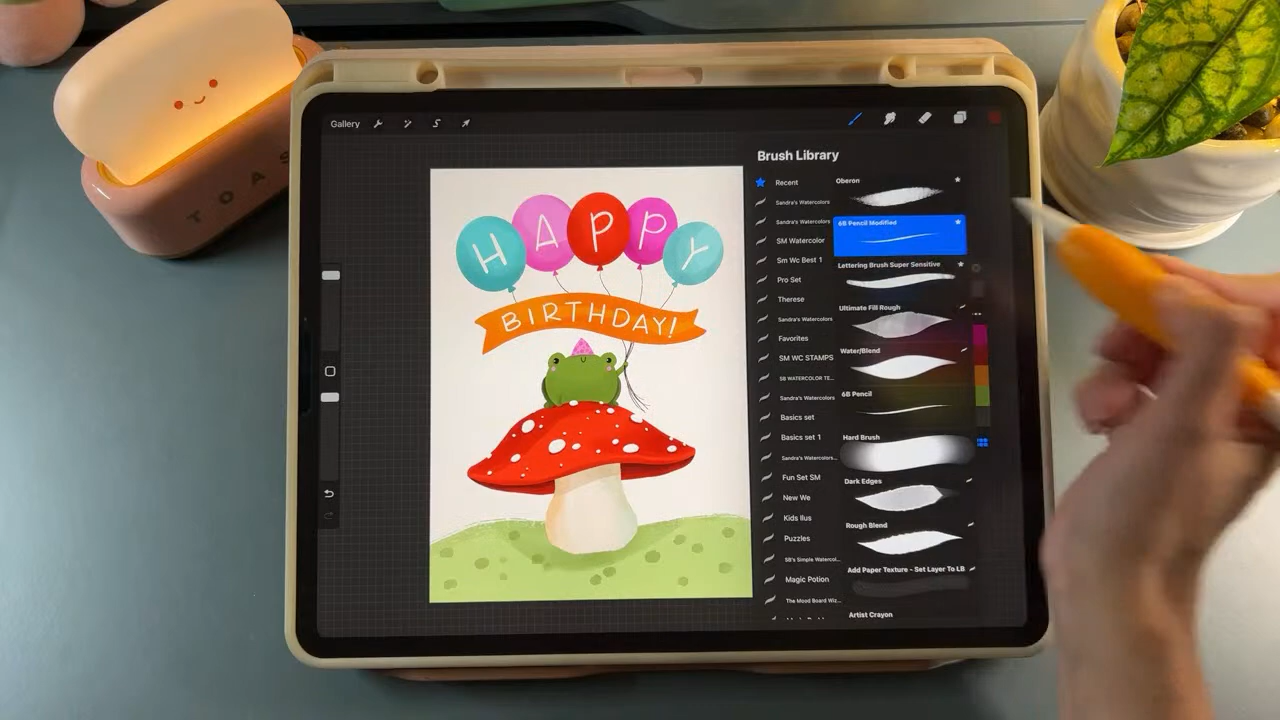 TOAS
Gallery
HAPPY
BIRTHDAY!
Brush Library
Recent
Sandra's Watercolors
Sandra's Watercolors
SM Watercolor
Sm Wc Best 1
Pro Set
Therese
Sandra's Watercolors
Favorites
SM WC STAMPS
SB WATERCOLOR TE...
Sandra's Watercolors
Basics set
Basics set 1
Sandra's Watercolors...
Fun Set SM
New We
Kids Ilus
Puzzles
SB's Simple Watercol...
Magic Potion
The Mood Board Wiz...
Oberon
6B Pencil Modified
Lettering Brush Super Sensitive
Ultimate Fill Rough
Water/Blend
6B Pencil
Hard Brush
Dark Edges
Rough Blend
Add Paper Texture - Set Layer To LB
Artist Crayon